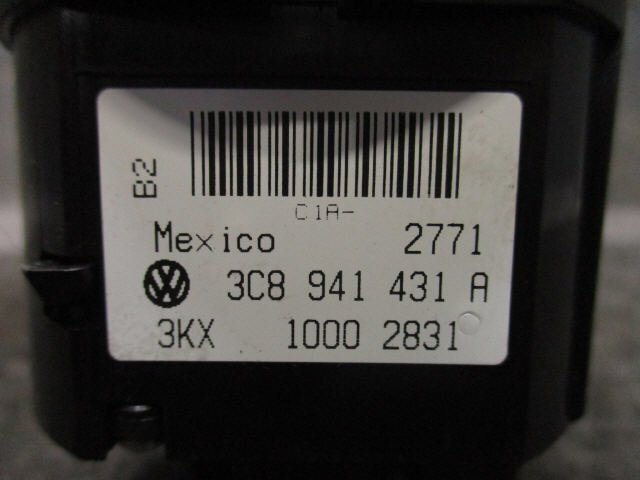 B2
C1A-
Mexico 2771
3C8 941 431 A
3KX 1000 2831